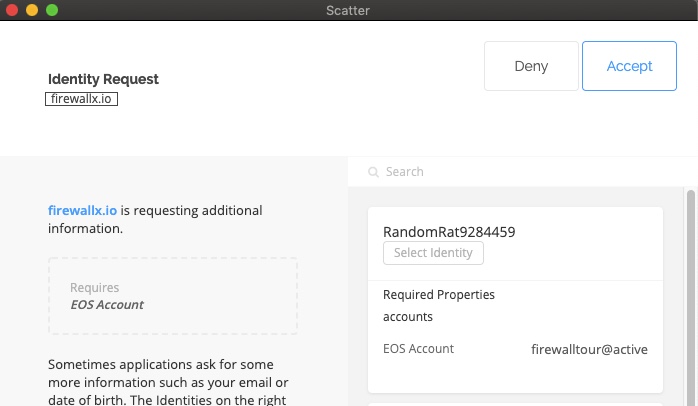 Scatter
Identity Request
firewallx.io
Deny
Accept
Search
firewallx.io is requesting additional
information.
Requires
EOS Account
Sometimes applications ask for some
more information such as your email or
date of birth. The Identities on the right
RandomRat9284459
Select Identity
Required Properties
accounts
EOS Account firewalltour@active